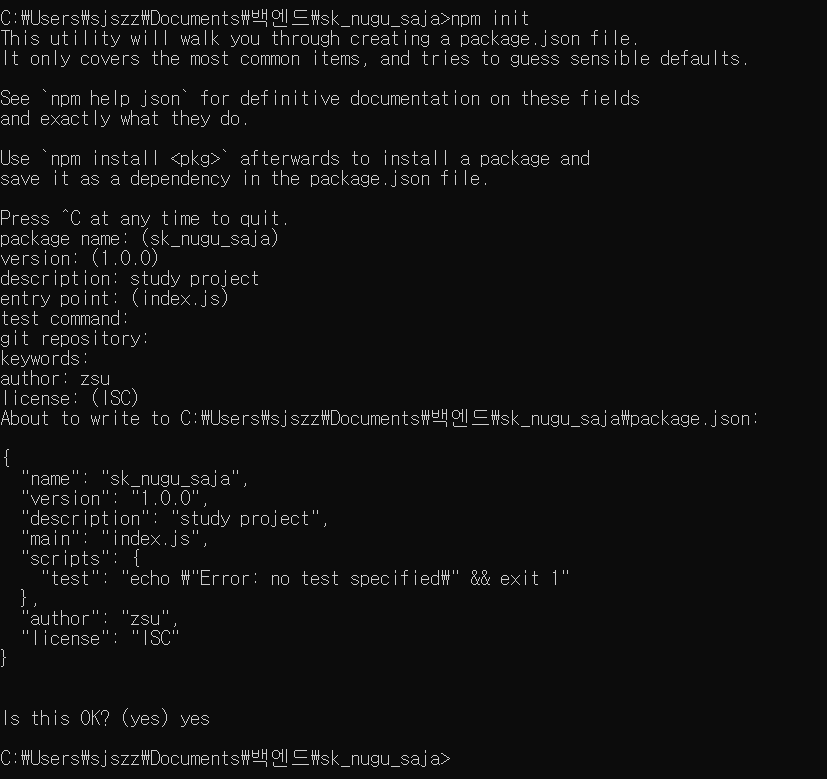 C:₩Users₩sjszz₩Documents₩백엔드₩sk_nugu_saja>npm init
This utility will walk you through creating a package.json file.
It only covers the most common items, and tries to guess sensible defaults.
See `npm help json` for definitive documentation on these fields
and exactly what they do.
Use `npm install <pkg>` afterwards to install a package and
save it as a dependency in the package.json file.
Press ^C at any time to quit.
package name: (sk_nugu_saja)
version: (1.0.0)
description: study project
entry point: (index.js)
test command:
git repository:
keywords:
author: zsu
license: (ISC)
About to write to C:₩Users₩sjszz₩Documents₩백엔드₩sk_nugu_saja₩package.json:
{
  "name": "sk_nugu_saja",
  "version": "1.0.0",
  "description": "study project",
  "main": "index.js",
  "scripts": {
    "test": "echo ₩"Error: no test specified₩" && exit 1"
  },
  "author": "zsu",
  "license": "ISC"
}
Is this OK? (yes) yes
C:₩Users₩sjszz₩Documents₩백엔드₩sk_nugu_saja>